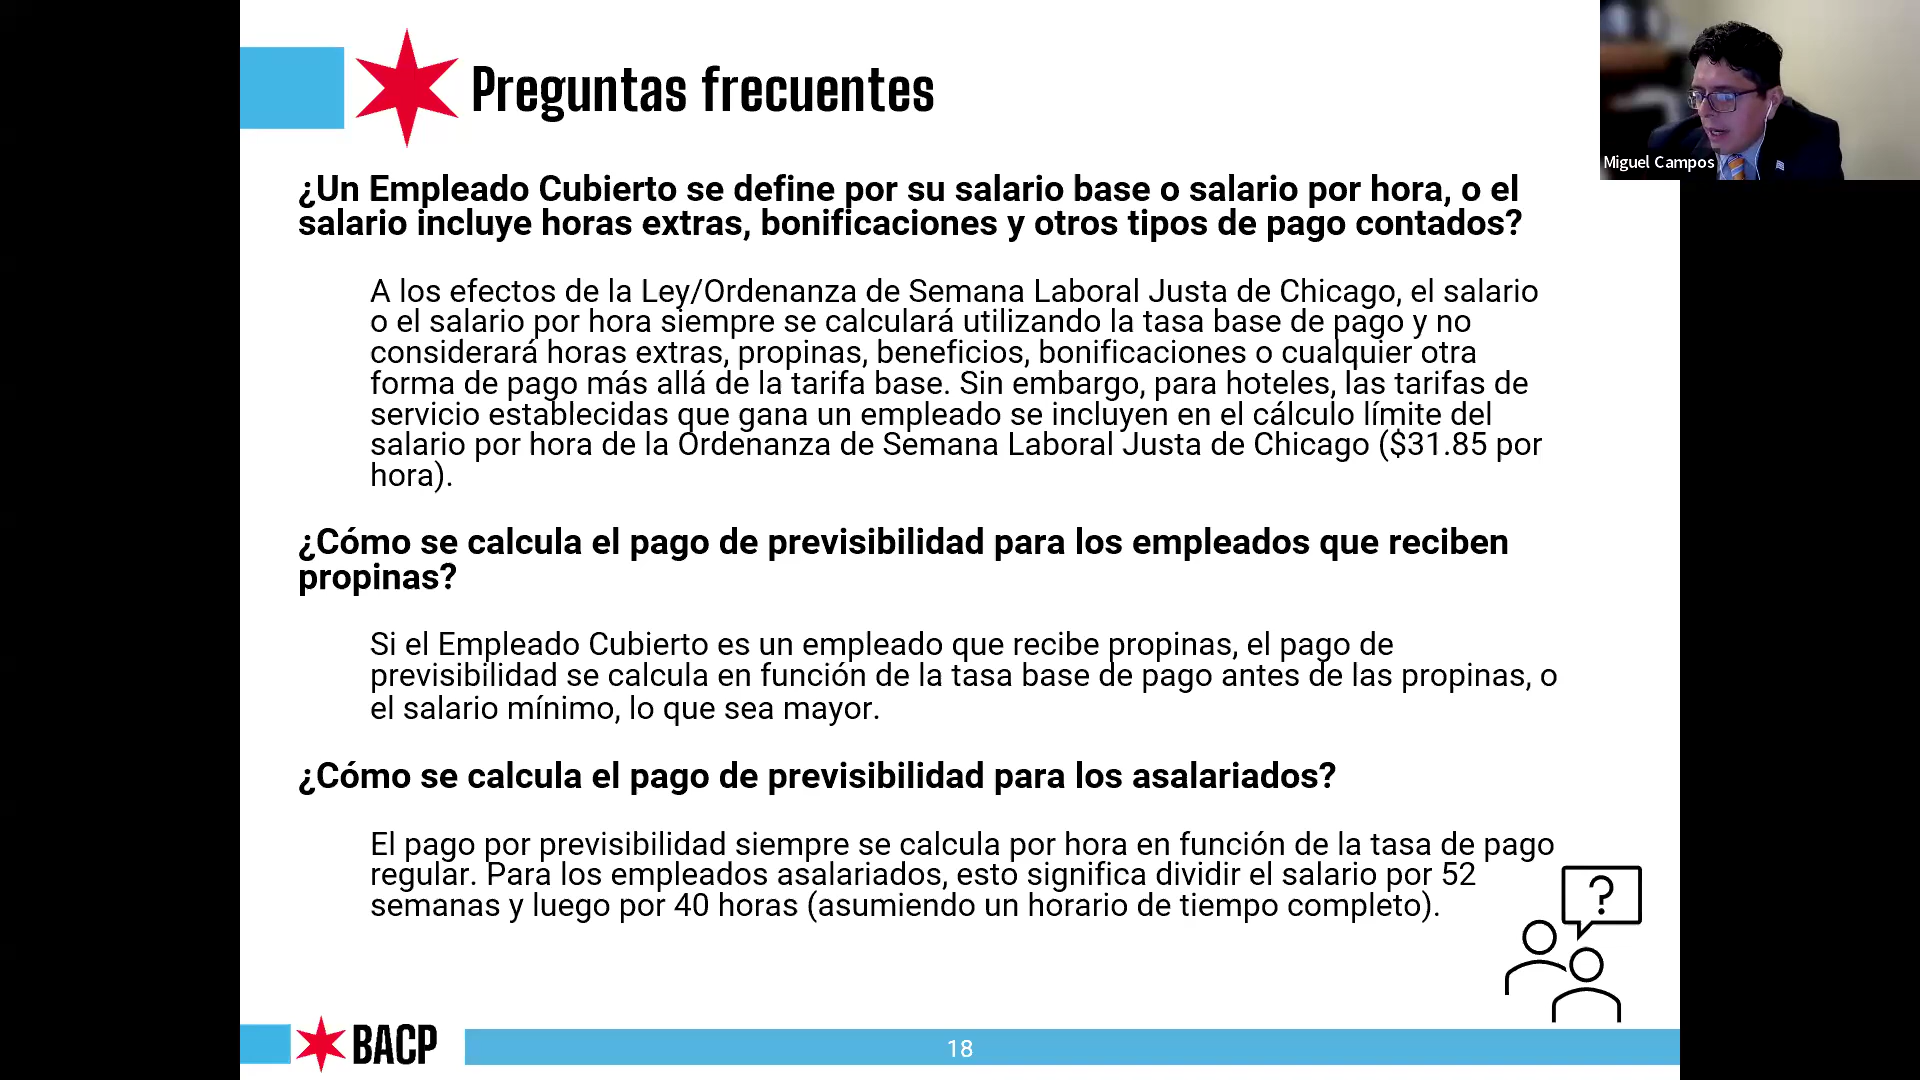 Preguntas frecuentes
Miguel Campos
¿Un Empleado Cubierto se define por su salario base o salario por hora, o el
salario incluye horas extras, bonificaciones y otros tipos de pago contados?
A los efectos de la Ley/Ordenanza de Semana Laboral Justa de Chicago, el salario
o el salario por hora siempre se calculará utilizando la tasa base de pago y no
considerará horas extras, propinas, beneficios, bonificaciones o cualquier otra
forma de pago más allá de la tarifa base. Sin embargo, para hoteles, las tarifas de
servicio establecidas que gana un empleado se incluyen en el cálculo límite del
salario por hora de la Ordenanza de Semana Laboral Justa de Chicago ($31.85 por
hora).
¿Cómo se calcula el pago de previsibilidad para los empleados que reciben
propinas?
Si el Empleado Cubierto es un empleado que recibe propinas, el pago de
previsibilidad se calcula en función de la tasa base de pago antes de las propinas, o
el salario mínimo, lo que sea mayor.
¿Cómo se calcula el pago de previsibilidad para los asalariados?
El pago por previsibilidad siempre se calcula por hora en función de la tasa de pago
regular. Para los empleados asalariados, esto significa dividir el salario por 52
semanas y luego por 40 horas (asumiendo un horario de tiempo completo).
?
BACP
18